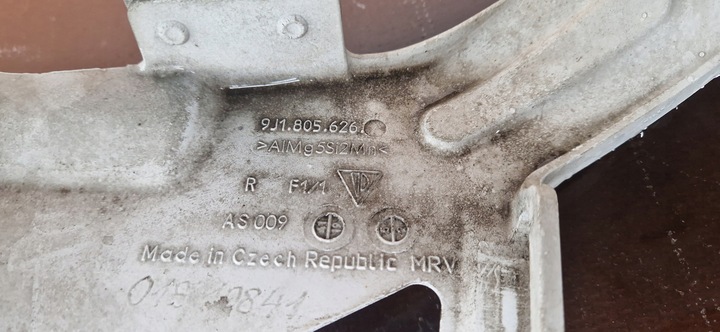 9J1.805.626.
>AlMg5Si2Mn<
R F1/1
AS 009
Made in Czech Republic MRV